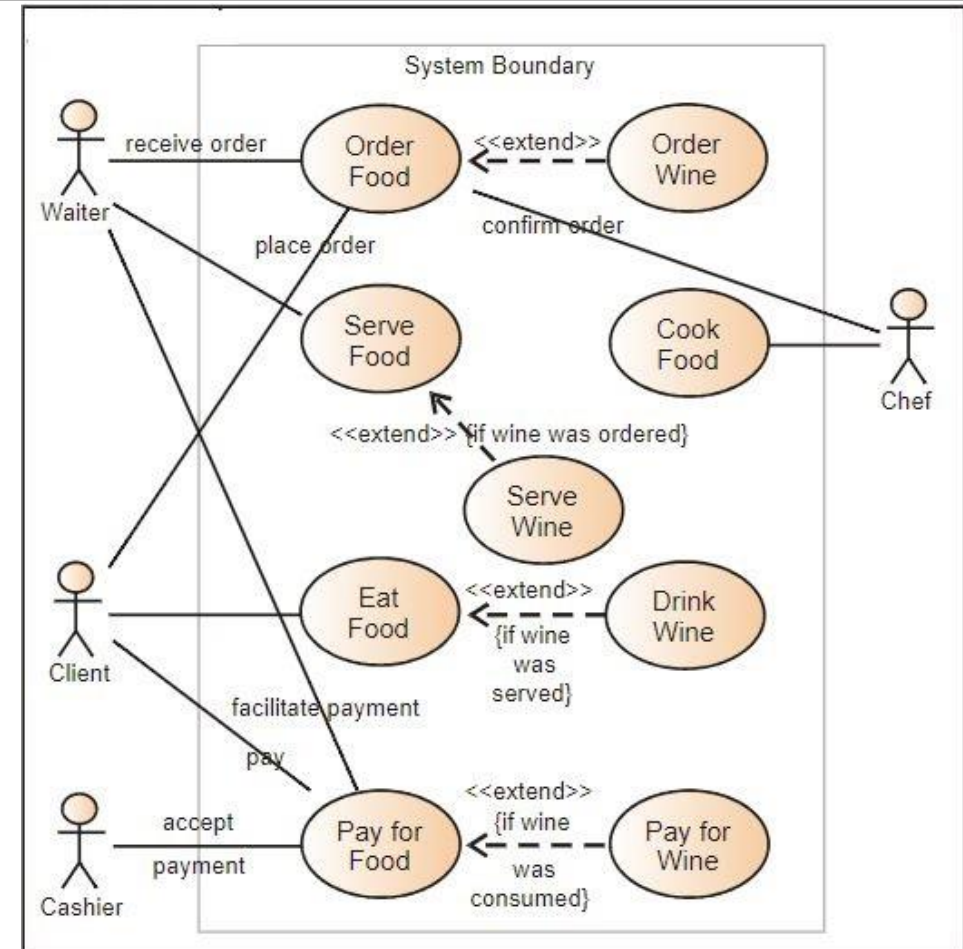 System Boundary
receive order
Order
Food
<<extend>>
Order
Wine
Waiter
place order
confirm order
Serve
Food
Cook
Food
Chef
<<extend>> {if wine was ordered}
Serve
Wine
Eat
Food
<<extend>>
{if wine
was
served}
Drink
Wine
Client
facilitate payment
pay
accept
payment
Pay for
Food
<<extend>>
{if wine
was
consumed}
Pay for
Wine
Cashier